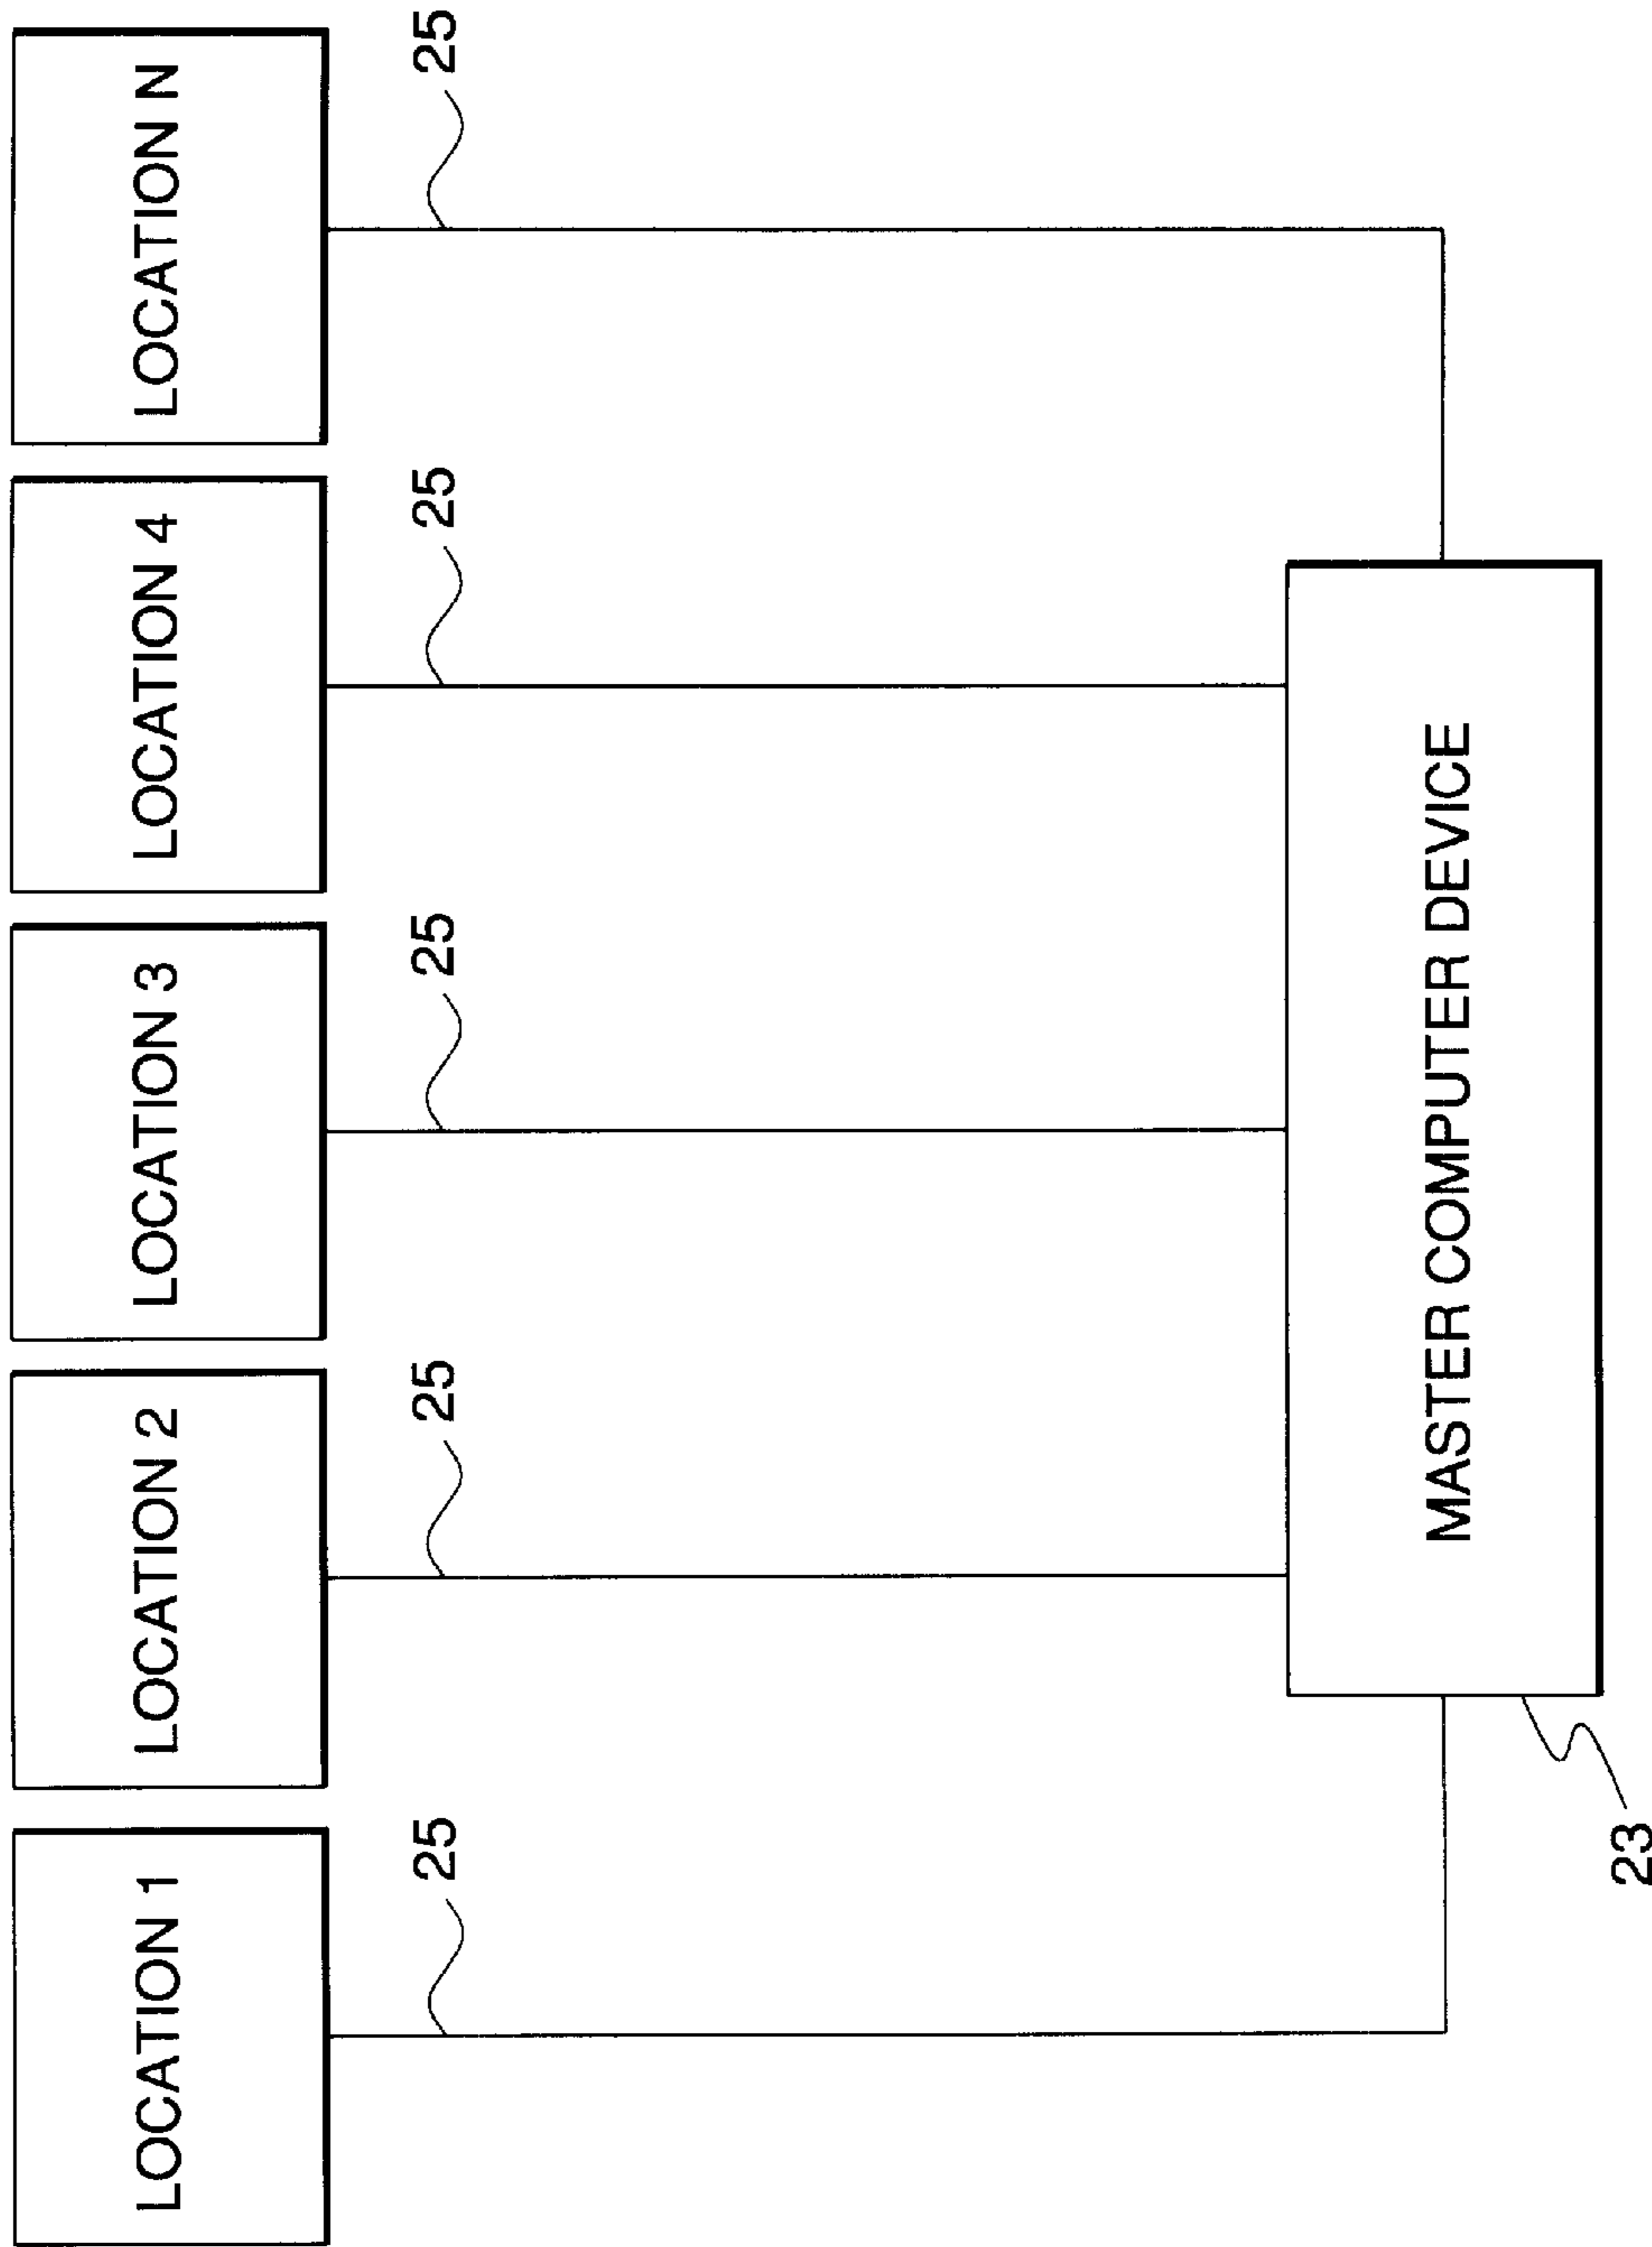 LOCATION 1
LOCATION 2
LOCATION 3
LOCATION 4
LOCATION N
25
25
25
25
25
MASTER COMPUTER DEVICE
23